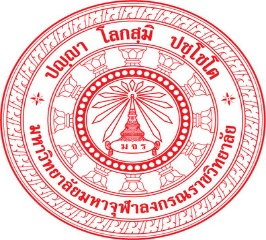 ปญฺญา โลกสฺมิ ปชฺโชโต
ม จ ร
มหาวิทยาลัยมหาจุฬาลงกรณราชวิทยาลัย